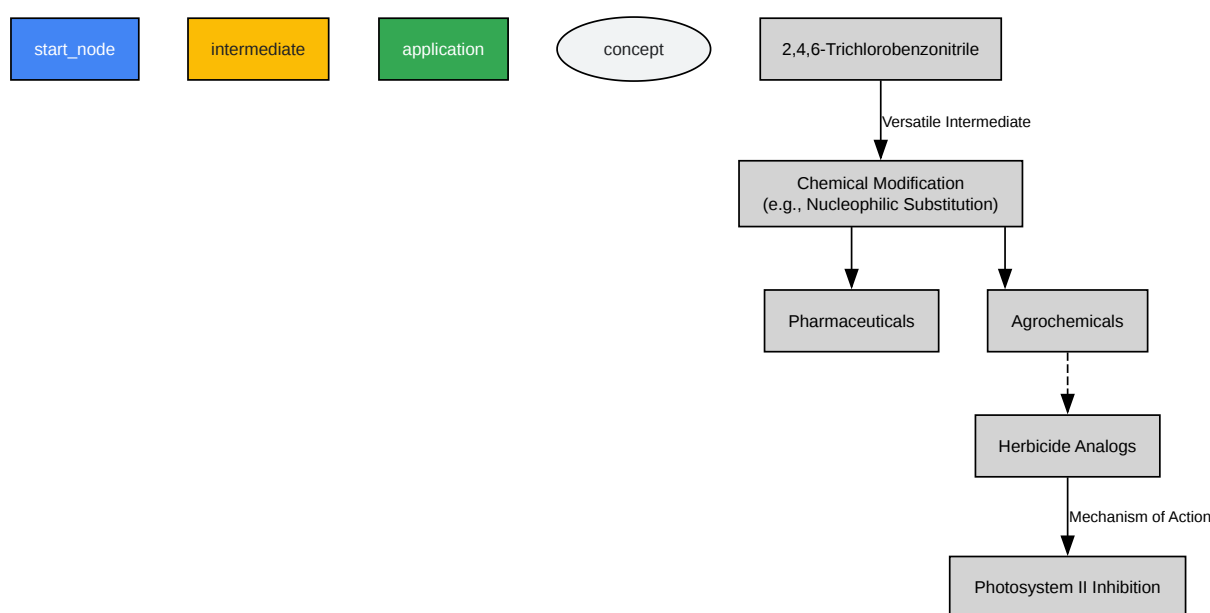 start_node
intermediate
application
concept
2,4,6-Trichlorobenzonitrile
Versatile Intermediate
Chemical Modification
(e.g., Nucleophilic Substitution)
Pharmaceuticals
Agrochemicals
Herbicide Analogs
Mechanism of Action
Photosystem II Inhibition